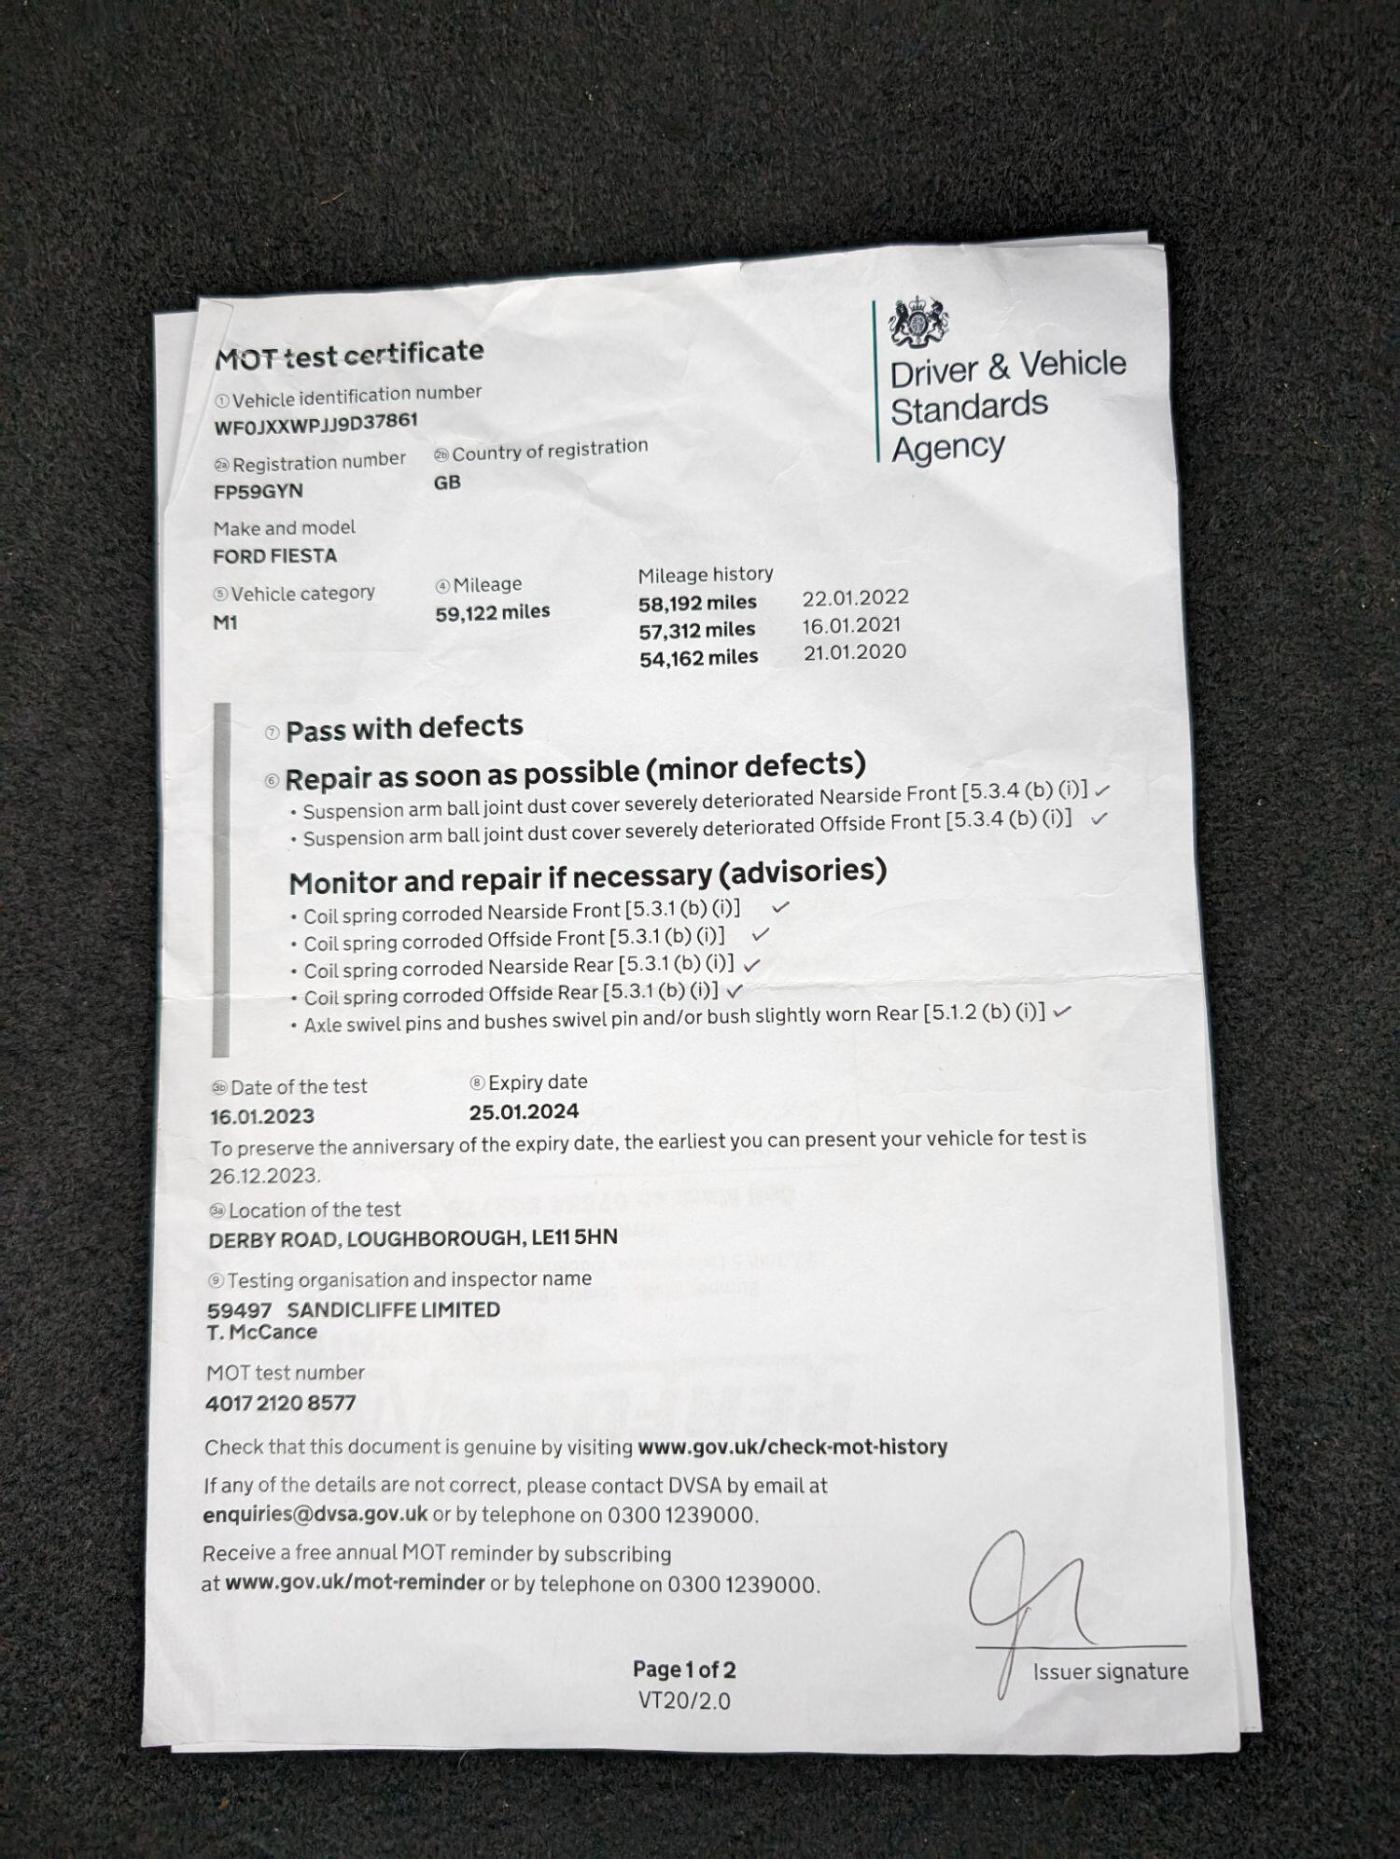 MOT test certificate
① Vehicle identification number
WF0JXXWPJJ9D37861
2a Registration number 2b Country of registration
FP59GYN GB
Make and model
FORD FIESTA
⑤ Vehicle category ④ Mileage Mileage history
M1 59,122 miles 58,192 miles 22.01.2022
57,312 miles 16.01.2021
54,162 miles 21.01.2020
Driver & Vehicle
Standards
Agency
⑦ Pass with defects
⑥ Repair as soon as possible (minor defects)
• Suspension arm ball joint dust cover severely deteriorated Nearside Front [5.3.4 (b) (i)] ✓
• Suspension arm ball joint dust cover severely deteriorated Offside Front [5.3.4 (b) (i)] ✓
Monitor and repair if necessary (advisories)
• Coil spring corroded Nearside Front [5.3.1 (b) (i)] ✓
• Coil spring corroded Offside Front [5.3.1 (b) (i)] ✓
• Coil spring corroded Nearside Rear [5.3.1 (b) (i)] ✓
• Coil spring corroded Offside Rear [5.3.1 (b) (i)] ✓
• Axle swivel pins and bushes swivel pin and/or bush slightly worn Rear [5.1.2 (b) (i)] ✓
3b Date of the test ⑧ Expiry date
16.01.2023 25.01.2024
To preserve the anniversary of the expiry date, the earliest you can present your vehicle for test is
26.12.2023.
3a Location of the test
DERBY ROAD, LOUGHBOROUGH, LE11 5HN
⑨ Testing organisation and inspector name
59497 SANDICLIFFE LIMITED
T. McCance
MOT test number
4017 2120 8577
Check that this document is genuine by visiting www.gov.uk/check-mot-history
If any of the details are not correct, please contact DVSA by email at
enquiries@dvsa.gov.uk or by telephone on 0300 1239000.
Receive a free annual MOT reminder by subscribing
at www.gov.uk/mot-reminder or by telephone on 0300 1239000.
Issuer signature
Page 1 of 2
VT20/2.0